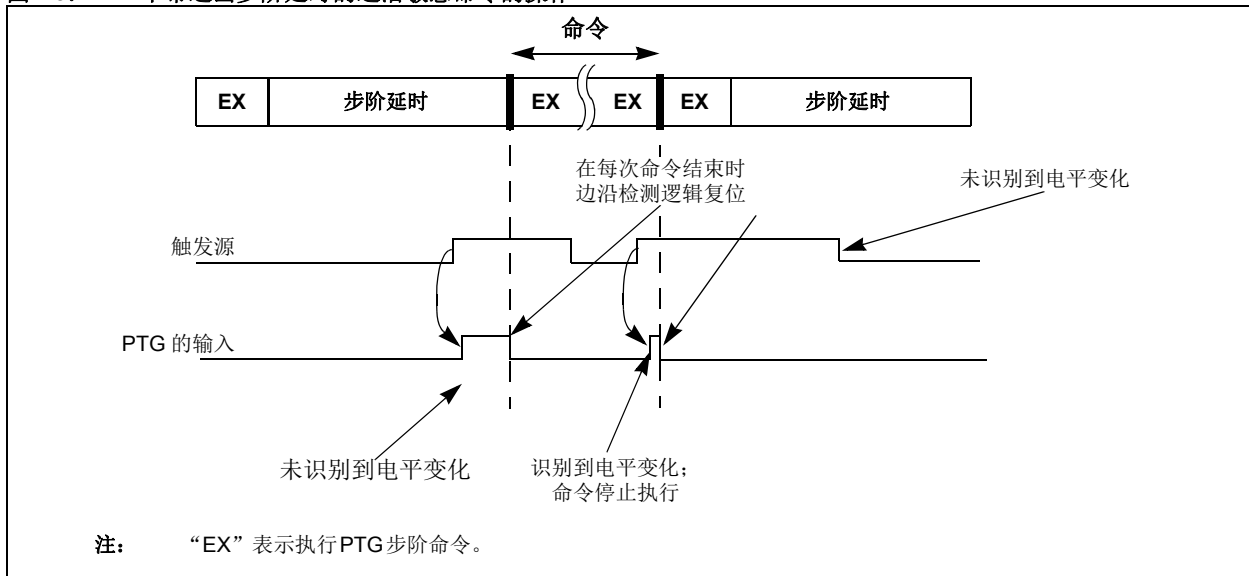 命令
EX 步阶延时 EX EX EX 步阶延时
在每次命令结束时
边沿检测逻辑复位
未识别到电平变化
触发源
PTG 的输入
未识别到电平变化
识别到电平变化；
命令停止执行
注： “EX”表示执行PTG步阶命令。